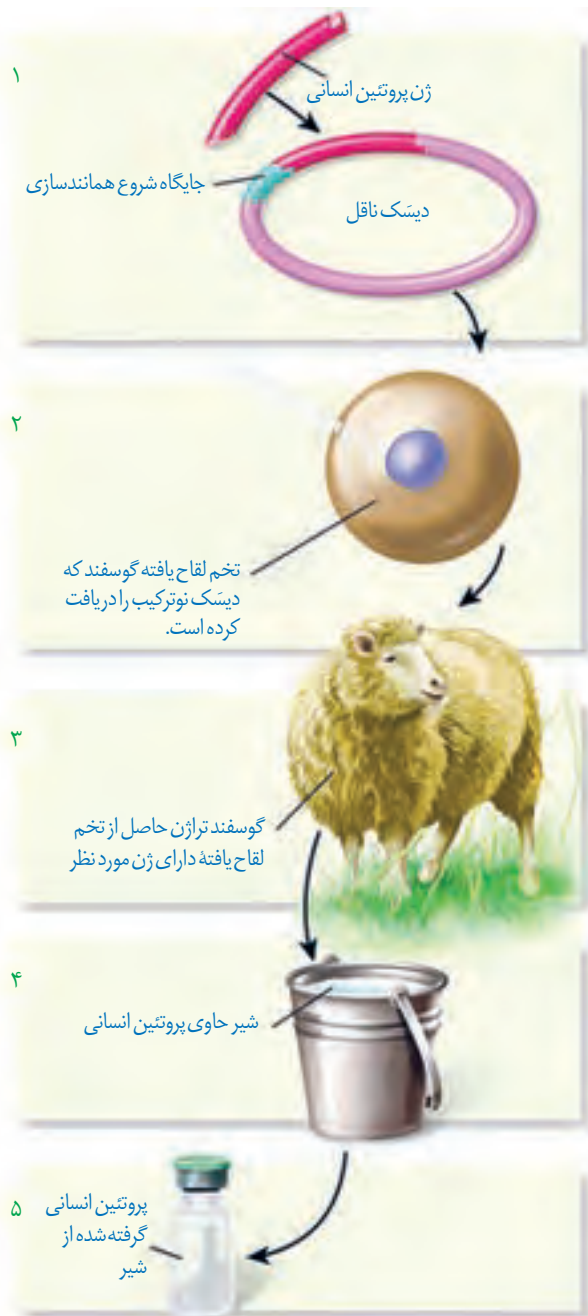 ۱
ژن پروتئین انسانی
جایگاه شروع همانندسازی
دیسَک ناقل
۲
تخم لقاح یافته گوسفند که
دیسَک نوترکیب را دریافت
کرده است.
۳
گوسفند تراژن حاصل از تخم
لقاح یافتهٔ دارای ژن مورد نظر
۴
شیر حاوی پروتئین انسانی
۵
پروتئین انسانی
گرفته شده از
شیر